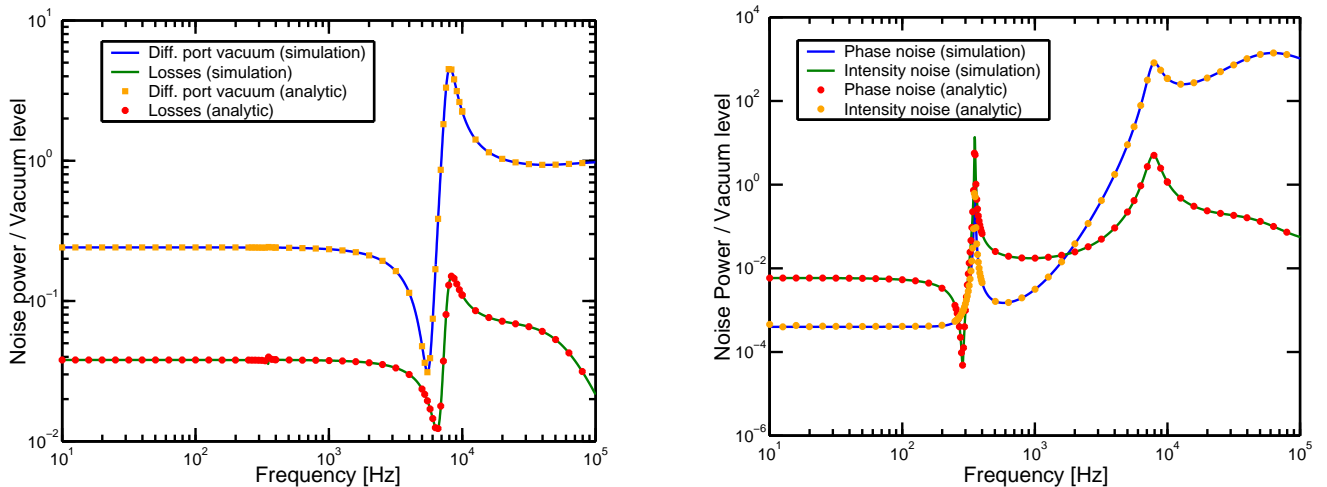 10^1
10^0
10^-1
10^-2
Noise power / Vacuum level
Diff. port vacuum (simulation)
Losses (simulation)
Diff. port vacuum (analytic)
Losses (analytic)
10^1 10^2 10^3 10^4 10^5
Frequency [Hz]
10^4
10^2
10^0
10^-2
10^-4
10^-6
Noise Power / Vacuum level
Phase noise (simulation)
Intensity noise (simulation)
Phase noise (analytic)
Intensity noise (analytic)
10^1 10^2 10^3 10^4 10^5
Frequency [Hz]